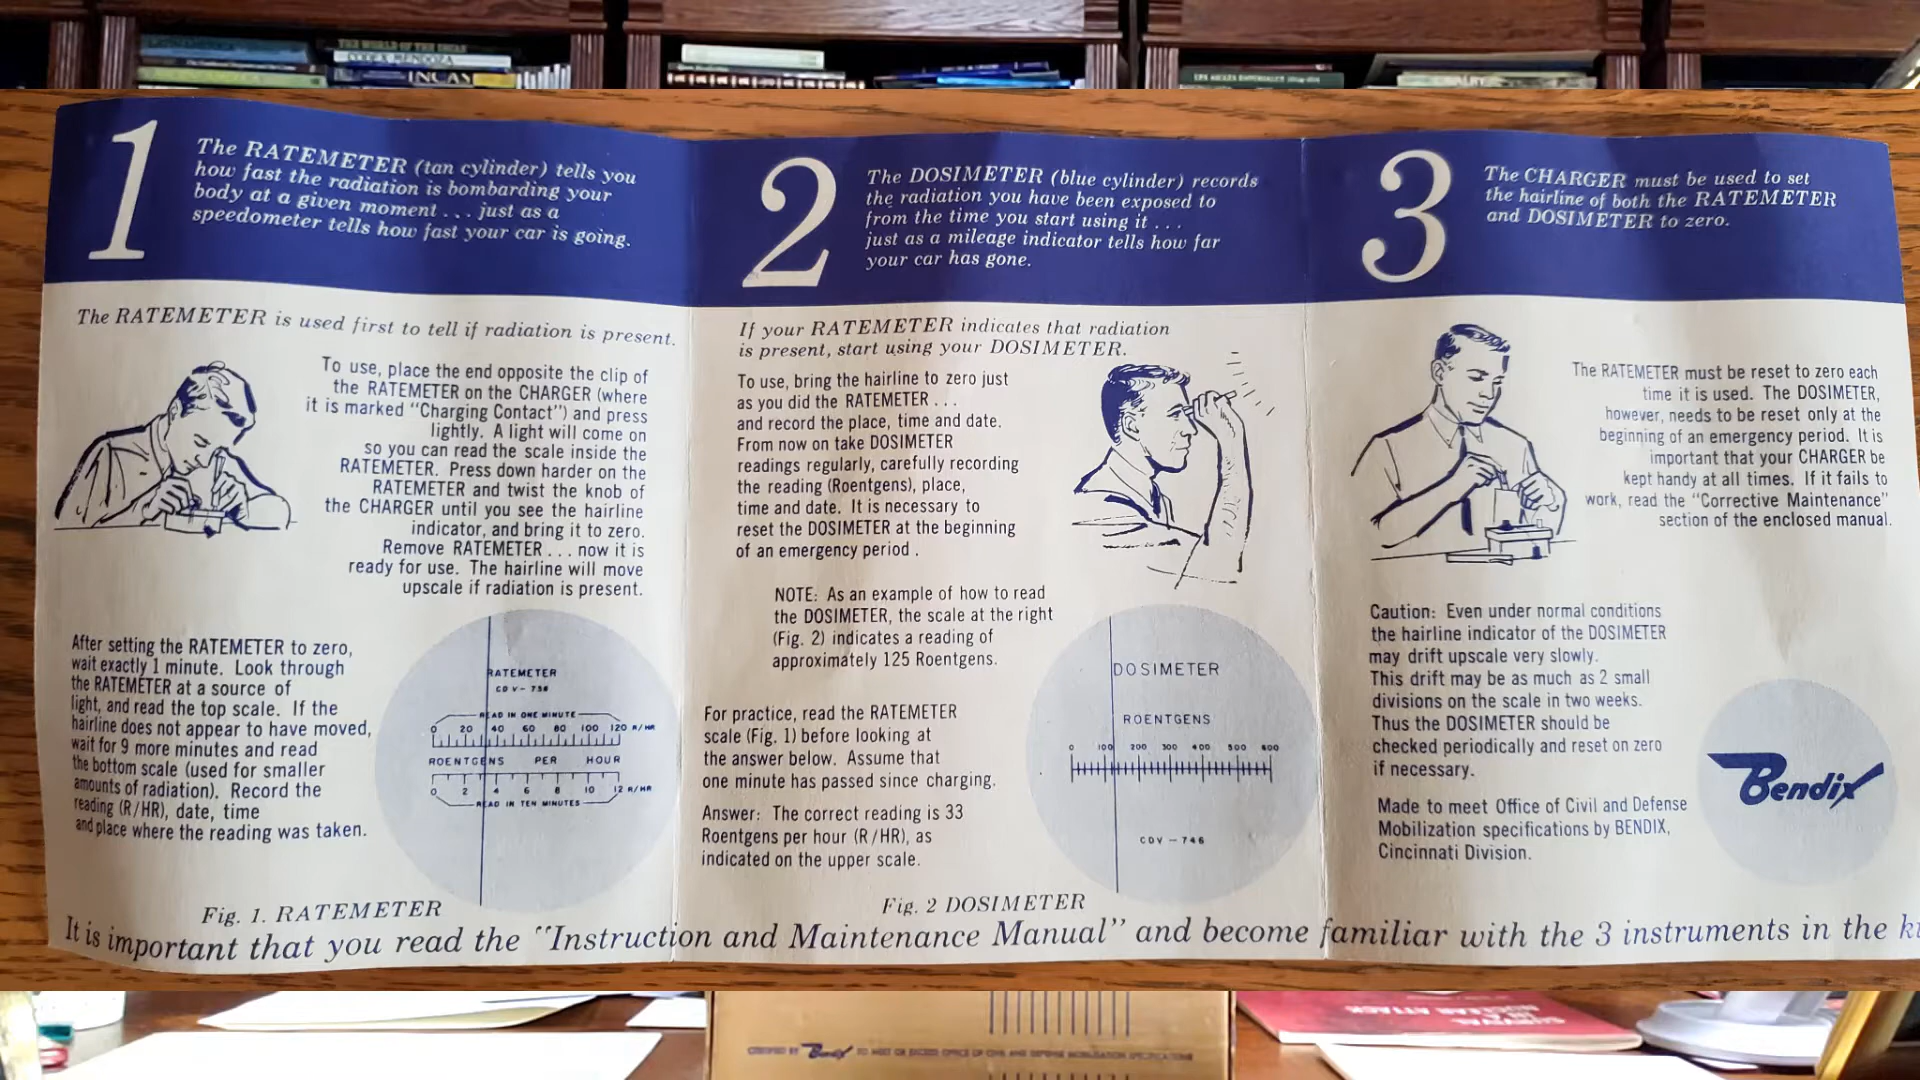 THE WORLD OF THE INCAS
CODEX MENDOZA
INCAS
1
The RATEMETER (tan cylinder) tells you
how fast the radiation is bombarding your
body at a given moment . . . just as a
speedometer tells how fast your car is going.
The RATEMETER is used first to tell if radiation is present.
To use, place the end opposite the clip of
the RATEMETER on the CHARGER (where
it is marked "Charging Contact") and press
lightly. A light will come on
so you can read the scale inside the
RATEMETER. Press down harder on the
RATEMETER and twist the knob of
the CHARGER until you see the hairline
indicator, and bring it to zero.
Remove RATEMETER . . . now it is
ready for use. The hairline will move
upscale if radiation is present.
After setting the RATEMETER to zero,
wait exactly 1 minute. Look through
the RATEMETER at a source of
light, and read the top scale. If the
hairline does not appear to have moved,
wait for 9 more minutes and read
the bottom scale (used for smaller
amounts of radiation). Record the
reading (R/HR), date, time
and place where the reading was taken.
RATEMETER
CD V-736
READ IN ONE MINUTE
0 20 40 60 80 100 120 R/HR
ROENTGENS PER HOUR
0 2 4 6 8 10 12 R/HR
READ IN TEN MINUTES
Fig. 1. RATEMETER
2
The DOSIMETER (blue cylinder) records
the radiation you have been exposed to
from the time you start using it . . .
just as a mileage indicator tells how far
your car has gone.
If your RATEMETER indicates that radiation
is present, start using your DOSIMETER.
To use, bring the hairline to zero just
as you did the RATEMETER . . .
and record the place, time and date.
From now on take DOSIMETER
readings regularly, carefully recording
the reading (Roentgens), place,
time and date. It is necessary to
reset the DOSIMETER at the beginning
of an emergency period .
NOTE: As an example of how to read
the DOSIMETER, the scale at the right
(Fig. 2) indicates a reading of
approximately 125 Roentgens.
For practice, read the RATEMETER
scale (Fig. 1) before looking at
the answer below. Assume that
one minute has passed since charging.
Answer: The correct reading is 33
Roentgens per hour (R/HR), as
indicated on the upper scale.
DOSIMETER
ROENTGENS
0 100 200 300 400 500 600
CDV-746
Fig. 2 DOSIMETER
3
The CHARGER must be used to set
the hairline of both the RATEMETER
and DOSIMETER to zero.
The RATEMETER must be reset to zero each
time it is used. The DOSIMETER,
however, needs to be reset only at the
beginning of an emergency period. It is
important that your CHARGER be
kept handy at all times. If it fails to
work, read the "Corrective Maintenance"
section of the enclosed manual.
Caution: Even under normal conditions
the hairline indicator of the DOSIMETER
may drift upscale very slowly.
This drift may be as much as 2 small
divisions on the scale in two weeks.
Thus the DOSIMETER should be
checked periodically and reset on zero
if necessary.
Made to meet Office of Civil and Defense
Mobilization specifications by BENDIX,
Cincinnati Division.
Bendix
It is important that you read the "Instruction and Maintenance Manual" and become familiar with the 3 instruments in the
CERTIFIED BY Bendix TO MEET OR EXCEED OFFICE OF CIVIL AND DEFENSE MOBILIZATION SPECIFICATIONS
SURVIVAL
IN A
NUCLEAR ATTACK